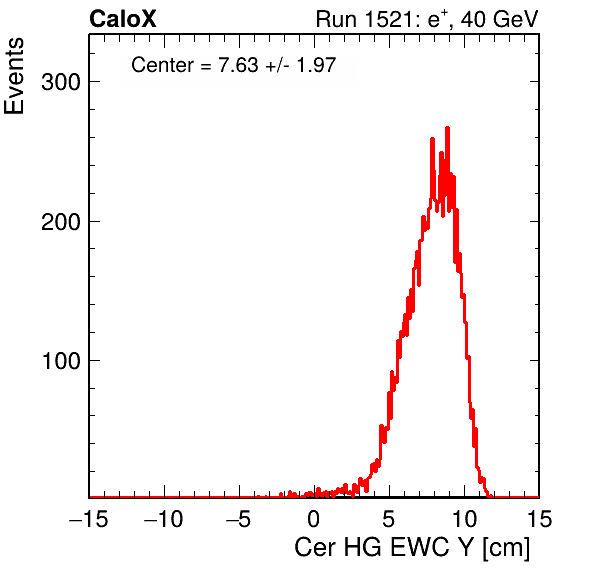 CaloX
Run 1521: e+, 40 GeV
Events
Center = 7.63 +/- 1.97
300
200
100
−15 −10 −5 0 5 10 15
Cer HG EWC Y [cm]